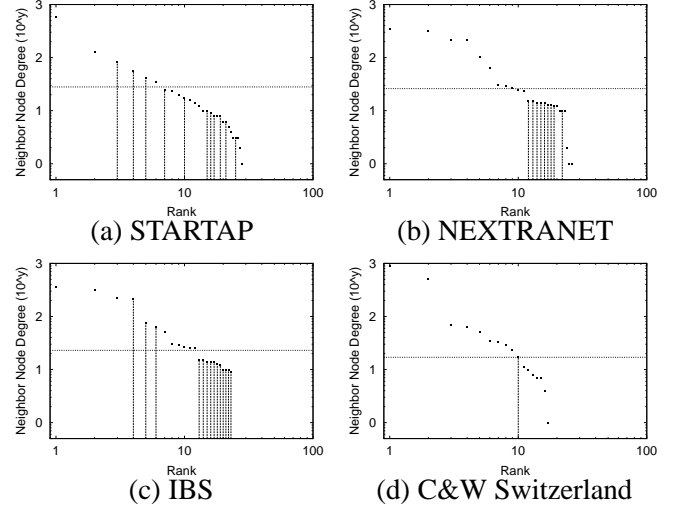 3
2
1
0
Neighbor Node Degree (10^y)
1 10 100
Rank
(a) STARTAP
3
2
1
0
Neighbor Node Degree (10^y)
1 10 100
Rank
(b) NEXTRANET
3
2
1
0
Neighbor Node Degree (10^y)
1 10 100
Rank
(c) IBS
3
2
1
0
Neighbor Node Degree (10^y)
1 10 100
Rank
(d) C&W Switzerland